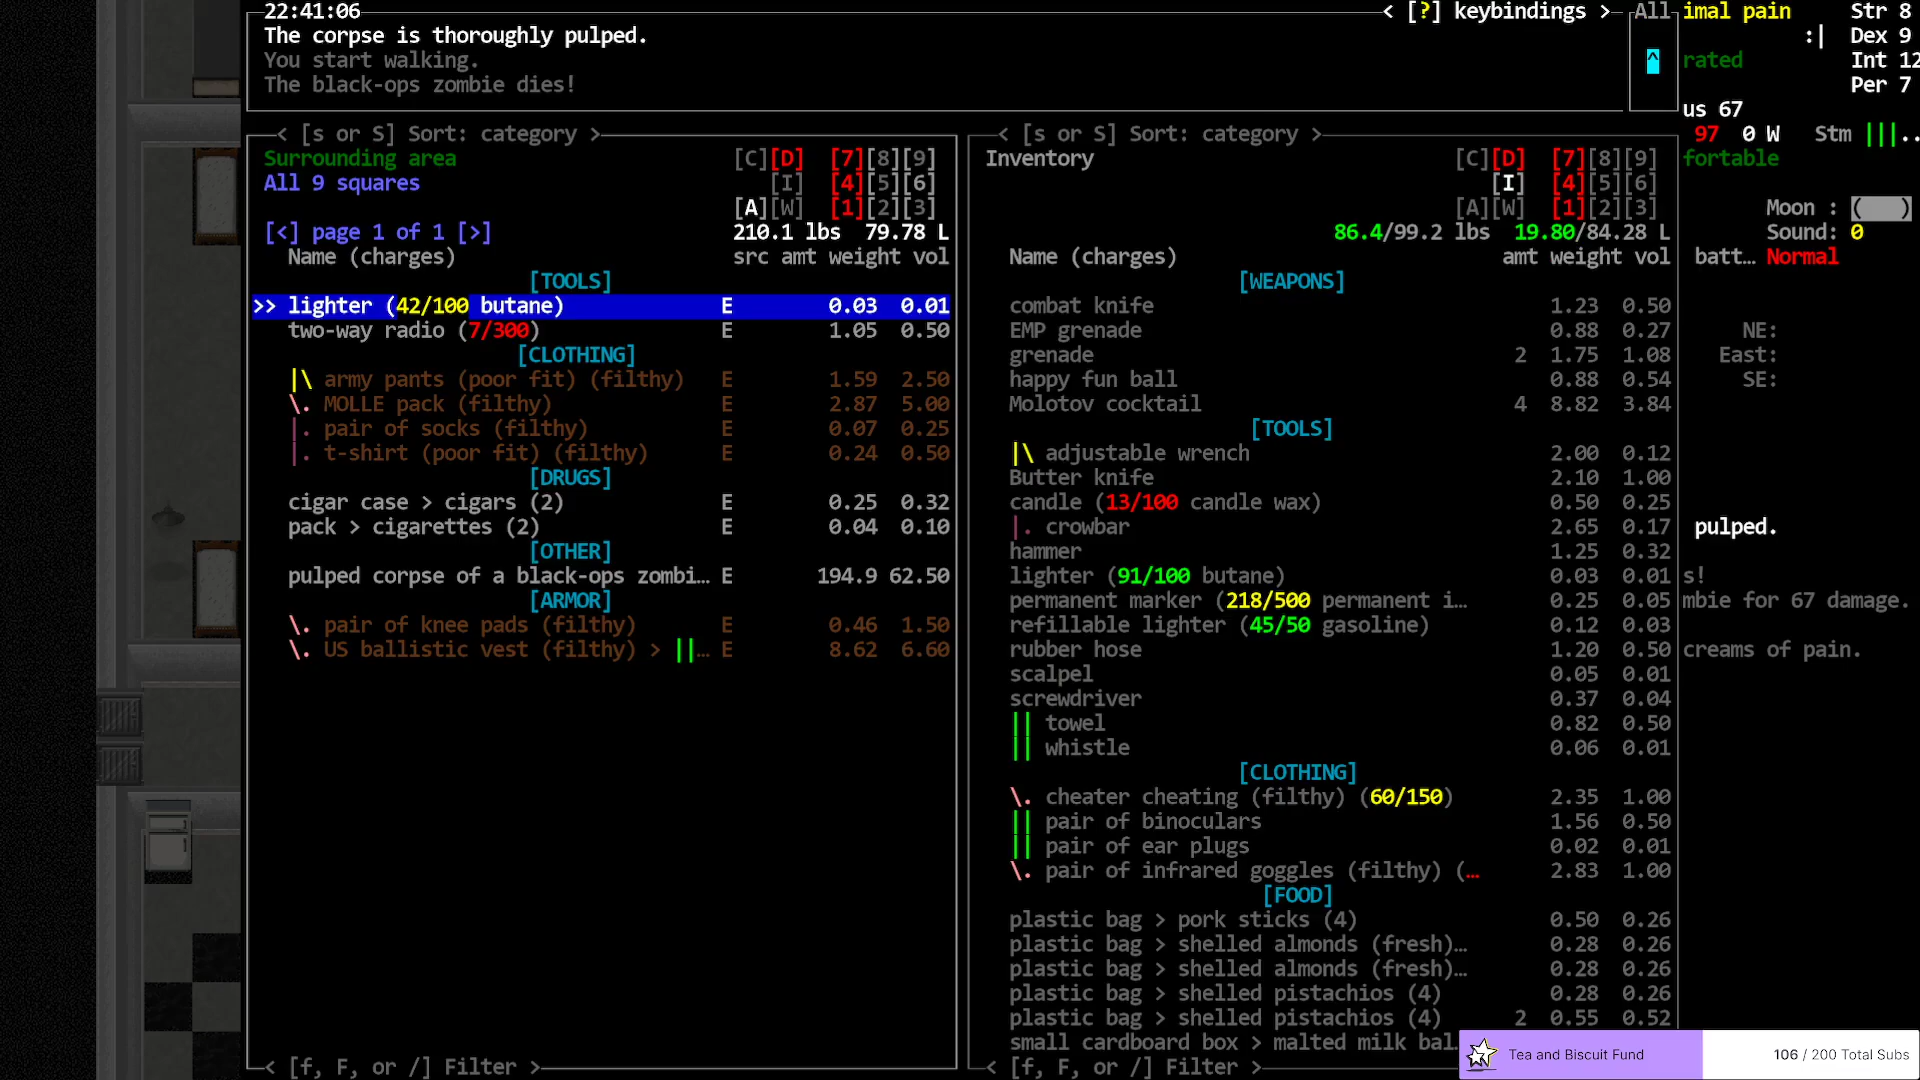 22:41:06
< [?] keybindings >
The corpse is thoroughly pulped.
You start walking.
The black-ops zombie dies!
All
^
imal pain
:|
rated
us 67
97 0 W Stm |||..
fortable
Str 8
Dex 9
Int 12
Per 7
Moon : (   )
Sound: 0
batt… Normal
NE:
East:
SE:
pulped.
s!
mbie for 67 damage.
creams of pain.
< [s or S] Sort: category >
Surrounding area
All 9 squares
[C][D] [7][8][9]
[I] [4][5][6]
[A][W] [1][2][3]
[<] page 1 of 1 [>]
210.1 lbs 79.78 L
Name (charges) src amt weight vol
[TOOLS]
>> lighter (42/100 butane) E 0.03 0.01
two-way radio (7/300) E 1.05 0.50
[CLOTHING]
|\ army pants (poor fit) (filthy) E 1.59 2.50
\. MOLLE pack (filthy) E 2.87 5.00
|. pair of socks (filthy) E 0.07 0.25
|. t-shirt (poor fit) (filthy) E 0.24 0.50
[DRUGS]
cigar case > cigars (2) E 0.25 0.32
pack > cigarettes (2) E 0.04 0.10
[OTHER]
pulped corpse of a black-ops zombi… E 194.9 62.50
[ARMOR]
\. pair of knee pads (filthy) E 0.46 1.50
\. US ballistic vest (filthy) > ||… E 8.62 6.60
< [f, F, or /] Filter >
< [s or S] Sort: category >
Inventory
[C][D] [7][8][9]
[I] [4][5][6]
[A][W] [1][2][3]
86.4/99.2 lbs 19.80/84.28 L
Name (charges) amt weight vol
[WEAPONS]
combat knife 1.23 0.50
EMP grenade 0.88 0.27
grenade 2 1.75 1.08
happy fun ball 0.88 0.54
Molotov cocktail 4 8.82 3.84
[TOOLS]
|\ adjustable wrench 2.00 0.12
Butter knife 2.10 1.00
candle (13/100 candle wax) 0.50 0.25
|. crowbar 2.65 0.17
hammer 1.25 0.32
lighter (91/100 butane) 0.03 0.01
permanent marker (218/500 permanent i… 0.25 0.05
refillable lighter (45/50 gasoline) 0.12 0.03
rubber hose 1.20 0.50
scalpel 0.05 0.01
screwdriver 0.37 0.04
|| towel 0.82 0.50
|| whistle 0.06 0.01
[CLOTHING]
\. cheater cheating (filthy) (60/150) 2.35 1.00
|| pair of binoculars 1.56 0.50
|| pair of ear plugs 0.02 0.01
\. pair of infrared goggles (filthy) (… 2.83 1.00
[FOOD]
plastic bag > pork sticks (4) 0.50 0.26
plastic bag > shelled almonds (fresh)… 0.28 0.26
plastic bag > shelled almonds (fresh)… 0.28 0.26
plastic bag > shelled pistachios (4) 0.28 0.26
plastic bag > shelled pistachios (4) 2 0.55 0.52
small cardboard box > malted milk bal
< [f, F, or /] Filter >
Tea and Biscuit Fund
106 / 200 Total Subs